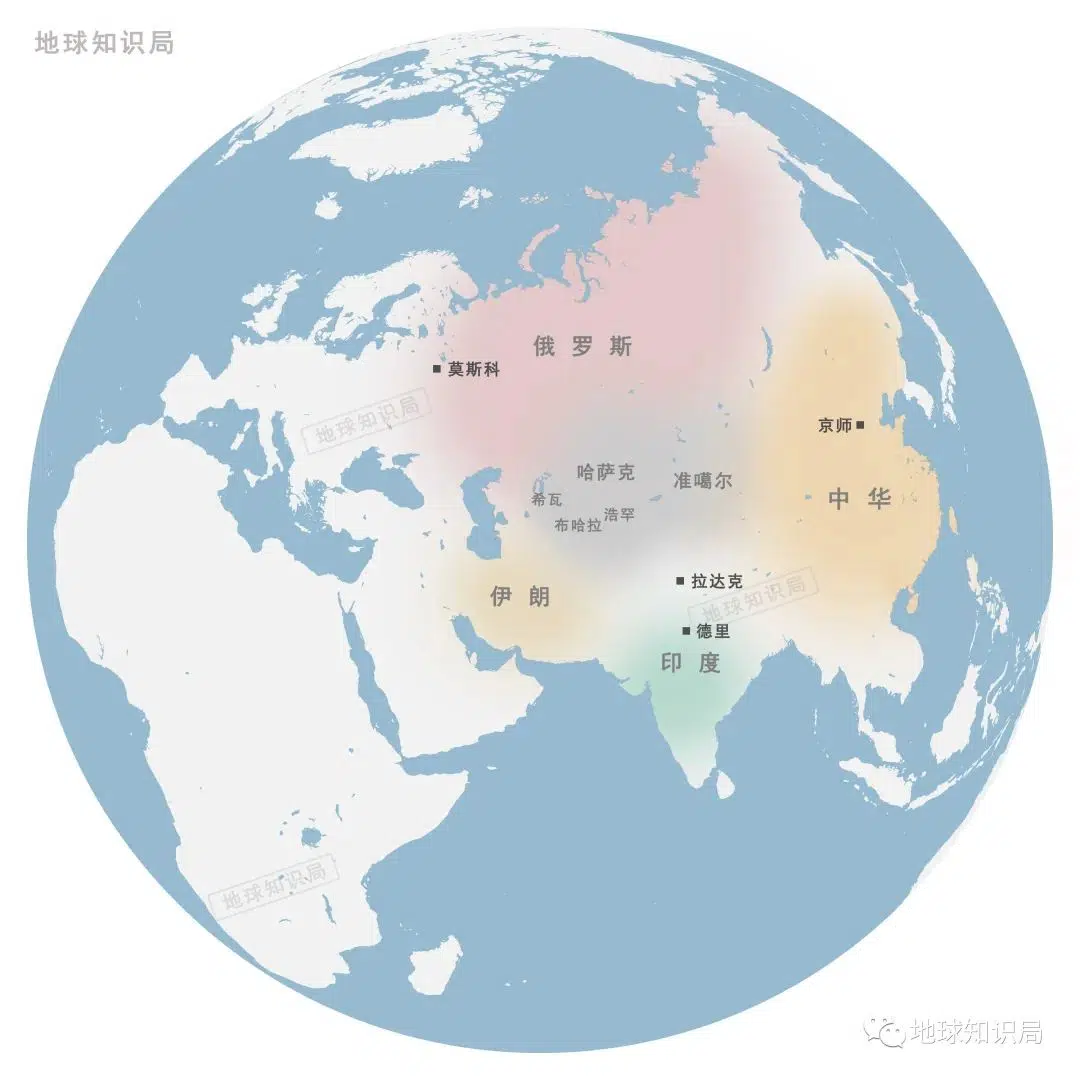 地球知识局
俄罗斯
莫斯科
地球知识局
京师
哈萨克
准噶尔
中华
希瓦
浩罕
布哈拉
拉达克
伊朗
地球知识局
德里
印度
地球知识局
地球知识局